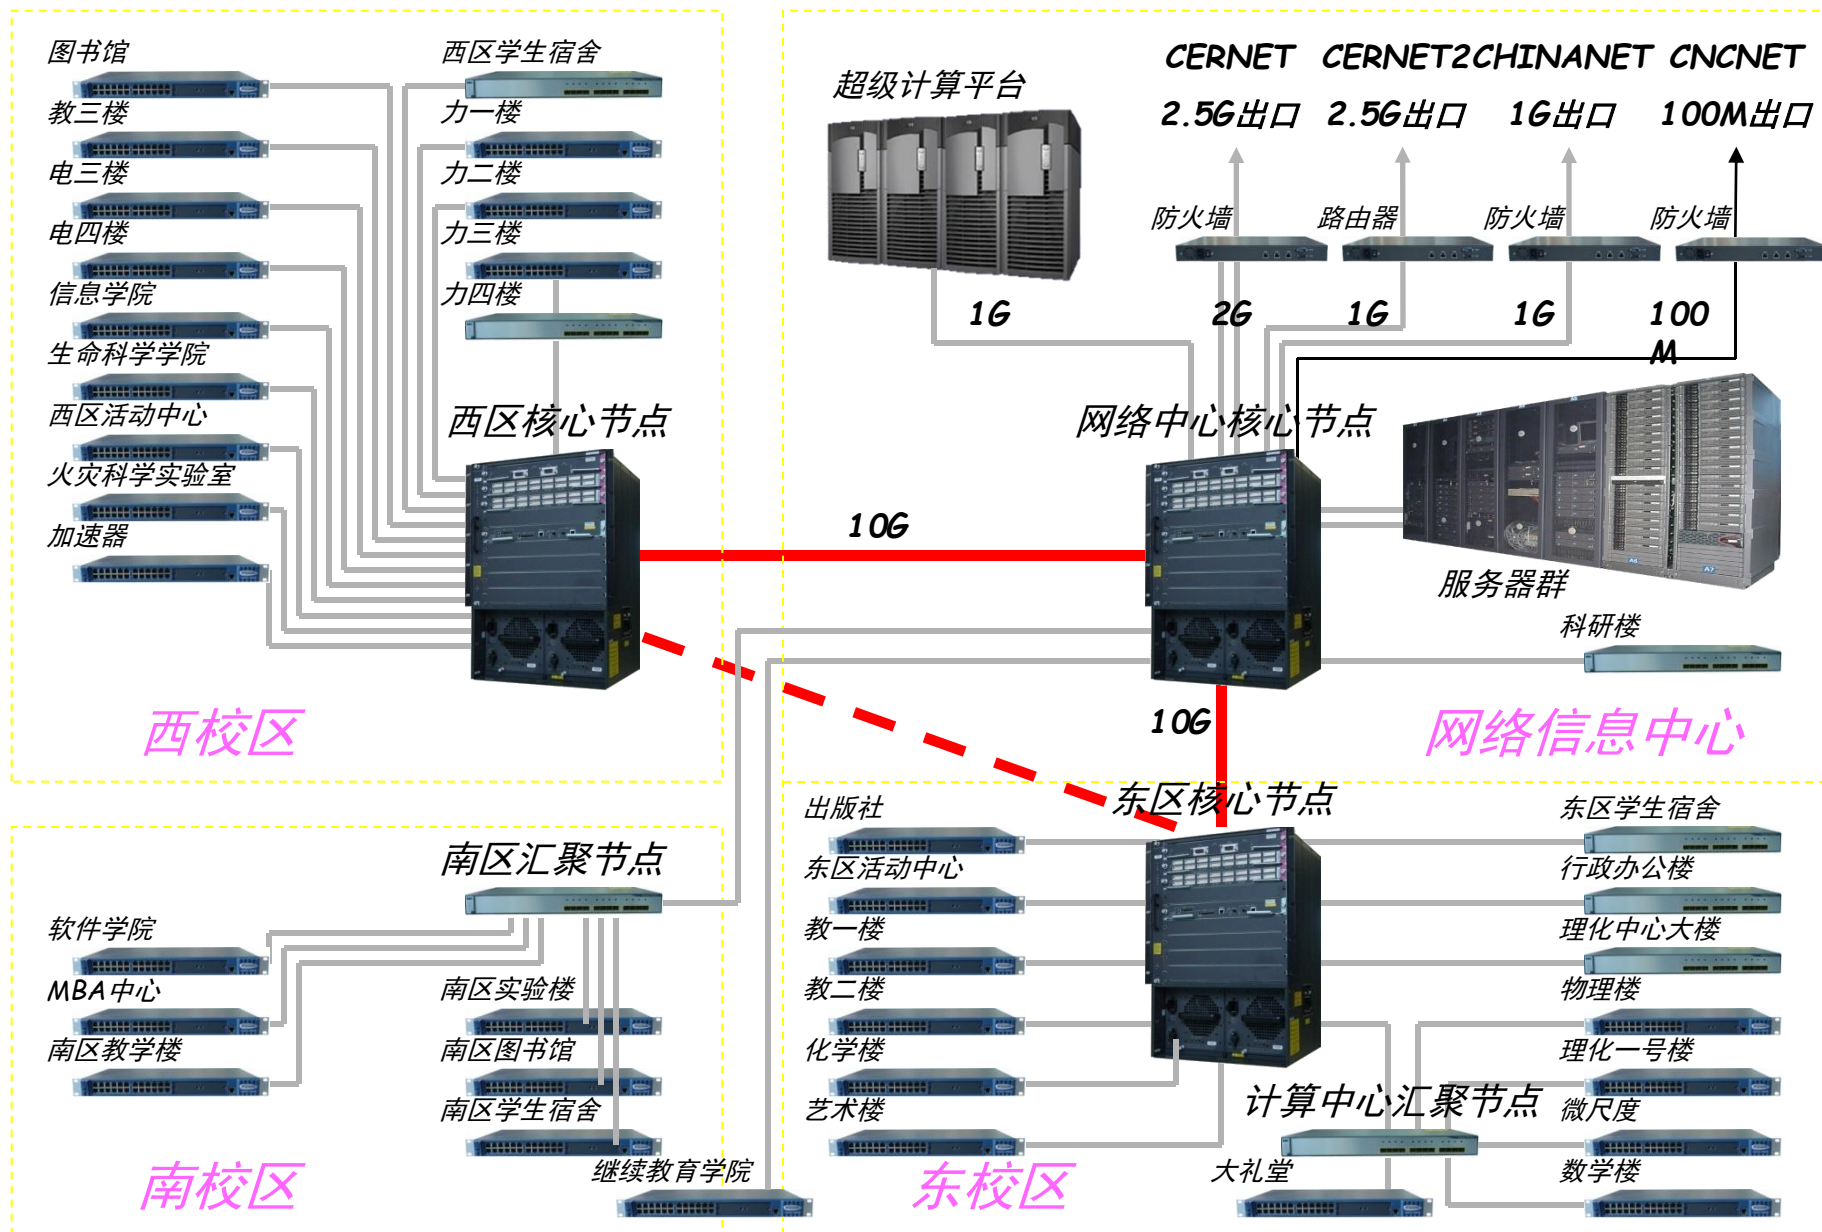 图书馆
教三楼
电三楼
电四楼
信息学院
生命科学学院
西区活动中心
火灾科学实验室
加速器
西区学生宿舍
力一楼
力二楼
力三楼
力四楼
西区核心节点
西校区
超级计算平台
CERNET CERNET2 CHINANET CNCNET
2.5G出口 2.5G出口 1G出口 100M出口
防火墙 路由器 防火墙 防火墙
1G 2G 1G 1G 100
M
网络中心核心节点
10G
服务器群
科研楼
10G
网络信息中心
南区汇聚节点
软件学院
MBA中心
南区教学楼
南区实验楼
南区图书馆
南区学生宿舍
继续教育学院
南校区
东区核心节点
出版社
东区活动中心
教一楼
教二楼
化学楼
艺术楼
东区学生宿舍
行政办公楼
理化中心大楼
物理楼
理化一号楼
计算中心汇聚节点
微尺度
大礼堂
数学楼
东校区